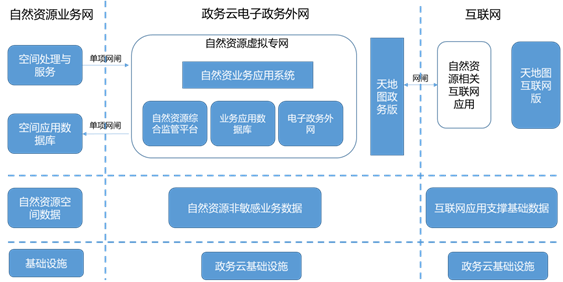 自然资源业务网
政务云电子政务外网
互联网
自然资源虚拟专网
空间处理与
服务
单项网闸
自然资源业务应用系统
天地
图政
务版
网闸
自然资
源相关
互联网
应用
天地图
互联网
版
空间应用数
据库
单项网闸
自然资源综
合监管平台
业务应用数
据库
电子政务外
网
自然资源空
间数据
自然资源非敏感业务数据
互联网应用支撑基础数据
基础设施
政务云基础设施
政务云基础设施